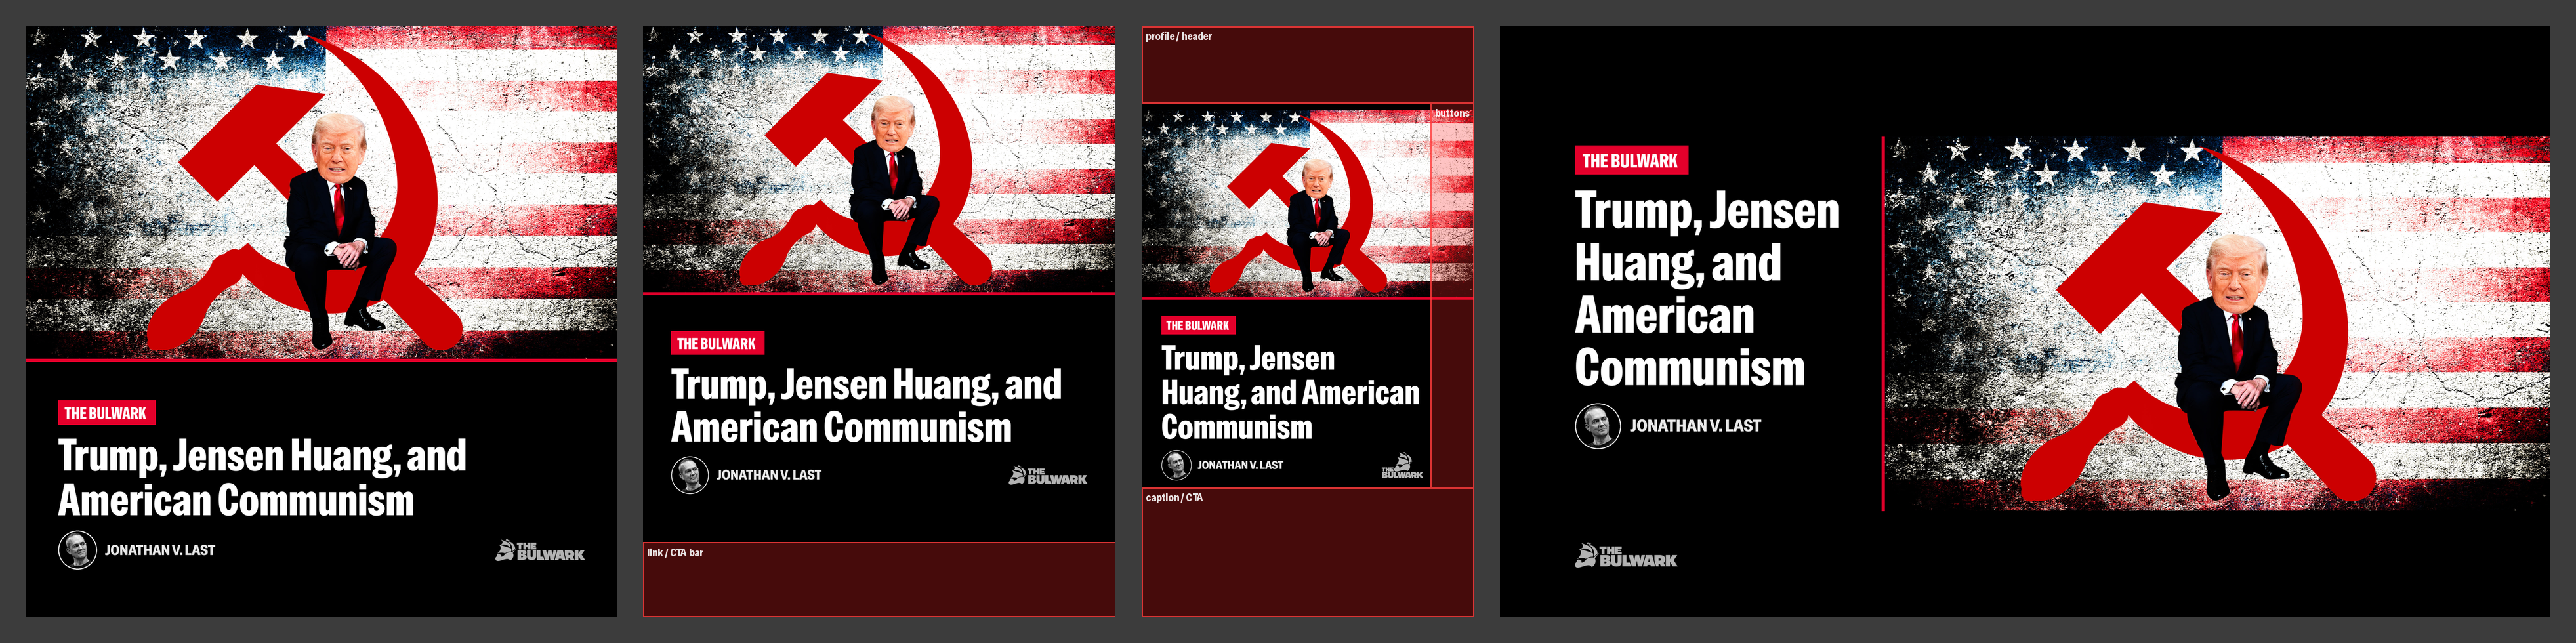 THE BULWARK
Trump, Jensen Huang, and
American Communism
JONATHAN V. LAST
THE
BULWARK
THE BULWARK
Trump, Jensen Huang, and
American Communism
JONATHAN V. LAST
THE
BULWARK
link / CTA bar
profile / header
buttons
THE BULWARK
Trump, Jensen
Huang, and American
Communism
JONATHAN V. LAST
THE
BULWARK
caption / CTA
THE BULWARK
Trump, Jensen
Huang, and
American
Communism
JONATHAN V. LAST
THE
BULWARK